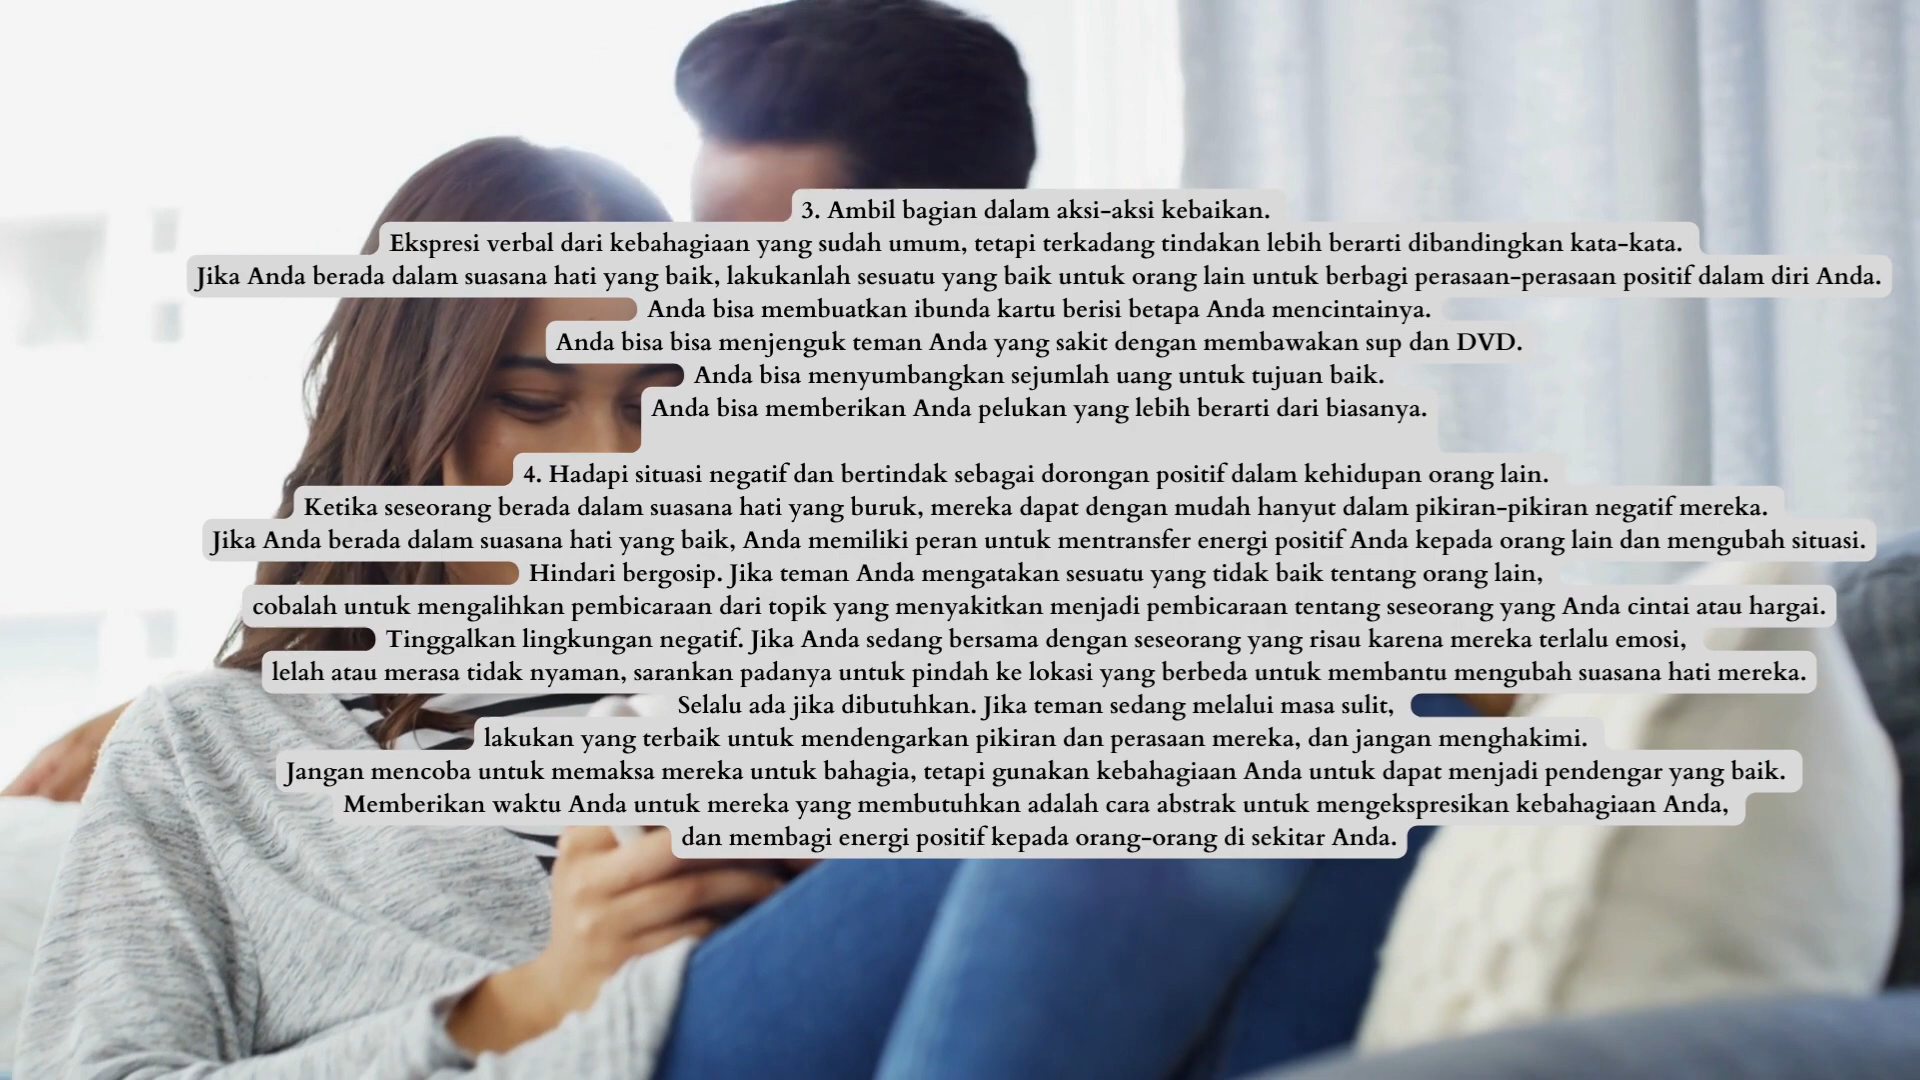 3. Ambil bagian dalam aksi-aksi kebaikan.
Ekspresi verbal dari kebahagiaan yang sudah umum, tetapi terkadang tindakan lebih berarti dibandingkan kata-kata.
Jika Anda berada dalam suasana hati yang baik, lakukanlah sesuatu yang baik untuk orang lain untuk berbagi perasaan-perasaan positif dalam diri Anda.
Anda bisa membuatkan ibunda kartu berisi betapa Anda mencintainya.
Anda bisa bisa menjenguk teman Anda yang sakit dengan membawakan sup dan DVD.
Anda bisa menyumbangkan sejumlah uang untuk tujuan baik.
Anda bisa memberikan Anda pelukan yang lebih berarti dari biasanya.
4. Hadapi situasi negatif dan bertindak sebagai dorongan positif dalam kehidupan orang lain.
Ketika seseorang berada dalam suasana hati yang buruk, mereka dapat dengan mudah hanyut dalam pikiran-pikiran negatif mereka.
Jika Anda berada dalam suasana hati yang baik, Anda memiliki peran untuk mentransfer energi positif Anda kepada orang lain dan mengubah situasi.
Hindari bergosip. Jika teman Anda mengatakan sesuatu yang tidak baik tentang orang lain,
cobalah untuk mengalihkan pembicaraan dari topik yang menyakitkan menjadi pembicaraan tentang seseorang yang Anda cintai atau hargai.
Tinggalkan lingkungan negatif. Jika Anda sedang bersama dengan seseorang yang risau karena mereka terlalu emosi,
lelah atau merasa tidak nyaman, sarankan padanya untuk pindah ke lokasi yang berbeda untuk membantu mengubah suasana hati mereka.
Selalu ada jika dibutuhkan. Jika teman sedang melalui masa sulit,
lakukan yang terbaik untuk mendengarkan pikiran dan perasaan mereka, dan jangan menghakimi.
Jangan mencoba untuk memaksa mereka untuk bahagia, tetapi gunakan kebahagiaan Anda untuk dapat menjadi pendengar yang baik.
Memberikan waktu Anda untuk mereka yang membutuhkan adalah cara abstrak untuk mengekspresikan kebahagiaan Anda,
dan membagi energi positif kepada orang-orang di sekitar Anda.